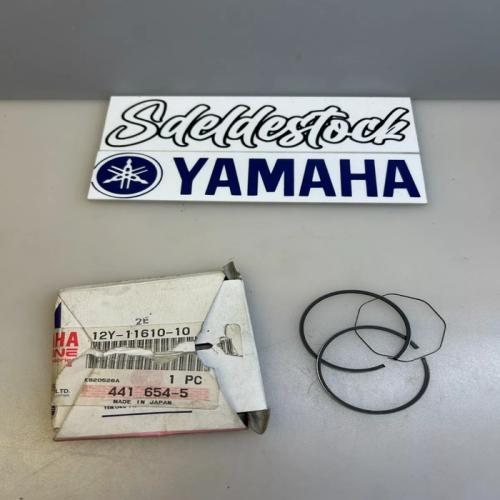 Sdeldestock
YAMAHA
2E
12Y-11610-10
1 PC
441 654-5
MADE IN JAPAN